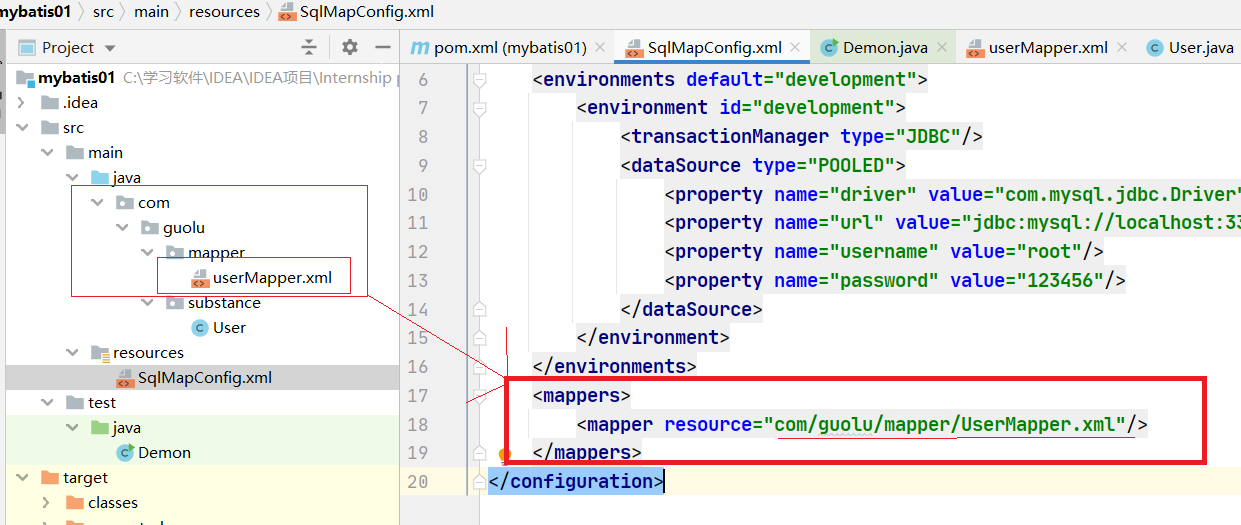 mybatis01 src main resources SqlMapConfig.xml
Project
pom.xml (mybatis01) SqlMapConfig.xml Demon.java userMapper.xml User.java
mybatis01 C:\学习软件\IDEA\IDEA项目\Internship p
.idea
src
main
java
com
guolu
mapper
userMapper.xml
substance
User
resources
SqlMapConfig.xml
test
java
Demon
target
classes
6 <environments default="development">
7 <environment id="development">
8 <transactionManager type="JDBC"/>
9 <dataSource type="POOLED">
10 <property name="driver" value="com.mysql.jdbc.Driver"
11 <property name="url" value="jdbc:mysql://localhost:33
12 <property name="username" value="root"/>
13 <property name="password" value="123456"/>
14 </dataSource>
15 </environment>
16 </environments>
17 <mappers>
18 <mapper resource="com/guolu/mapper/UserMapper.xml"/>
19 </mappers>
20 </configuration>